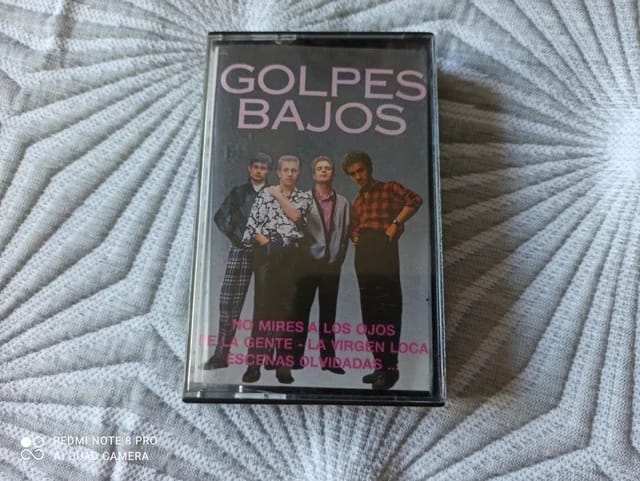 GOLPES
BAJOS
NO MIRES A LOS OJOS
DE LA GENTE - LA VIRGEN LOCA
ESCENAS OLVIDADAS ...
REDMI NOTE 8 PRO
AI QUAD CAMERA